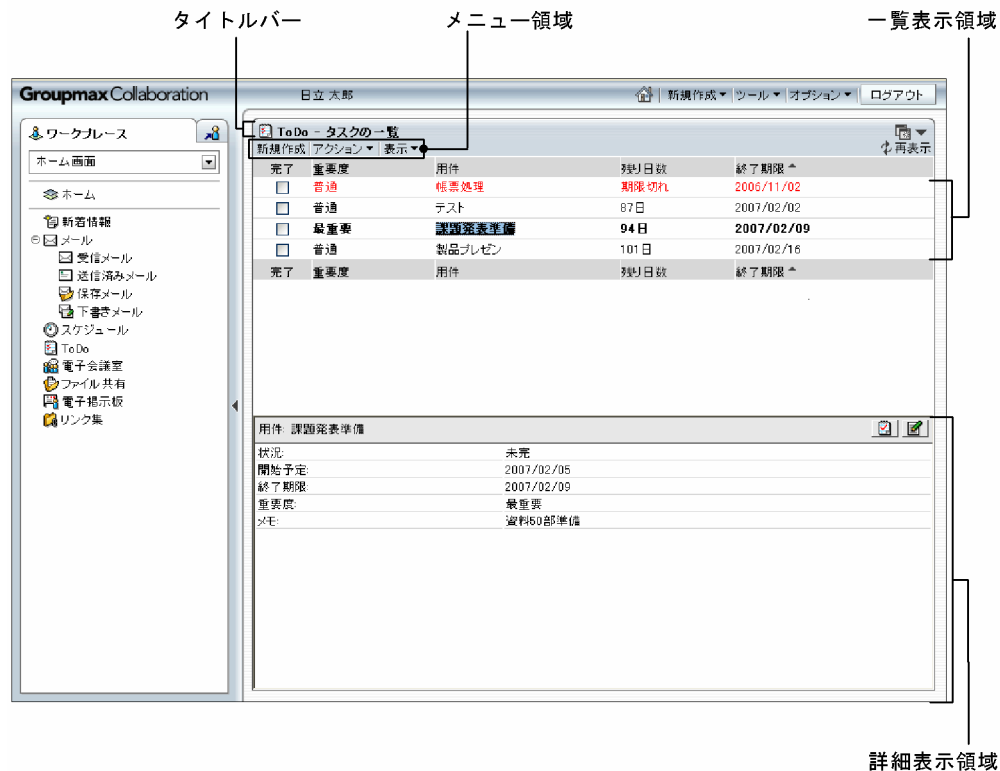 タイトルバー メニュー領域 一覧表示領域
Groupmax Collaboration 日立 太郎 新規作成 ツール オプション ログアウト
ワークプレース
ホーム画面
ホーム
新着情報
メール
受信メール
送信済みメール
保存メール
下書きメール
スケジュール
ToDo
電子会議室
ファイル共有
電子掲示板
リンク集
ToDo - タスクの一覧
新規作成 アクション 表示 再表示
完了 重要度 用件 残り日数 終了期限
普通 帳票処理 期限切れ 2006/11/02
普通 テスト 87日 2007/02/02
最重要 課題発表準備 94日 2007/02/09
普通 製品プレゼン 101日 2007/02/16
完了 重要度 用件 残り日数 終了期限
用件: 課題発表準備
状況: 未完
開始予定: 2007/02/05
終了期限: 2007/02/09
重要度: 最重要
メモ: 資料50部準備
詳細表示領域